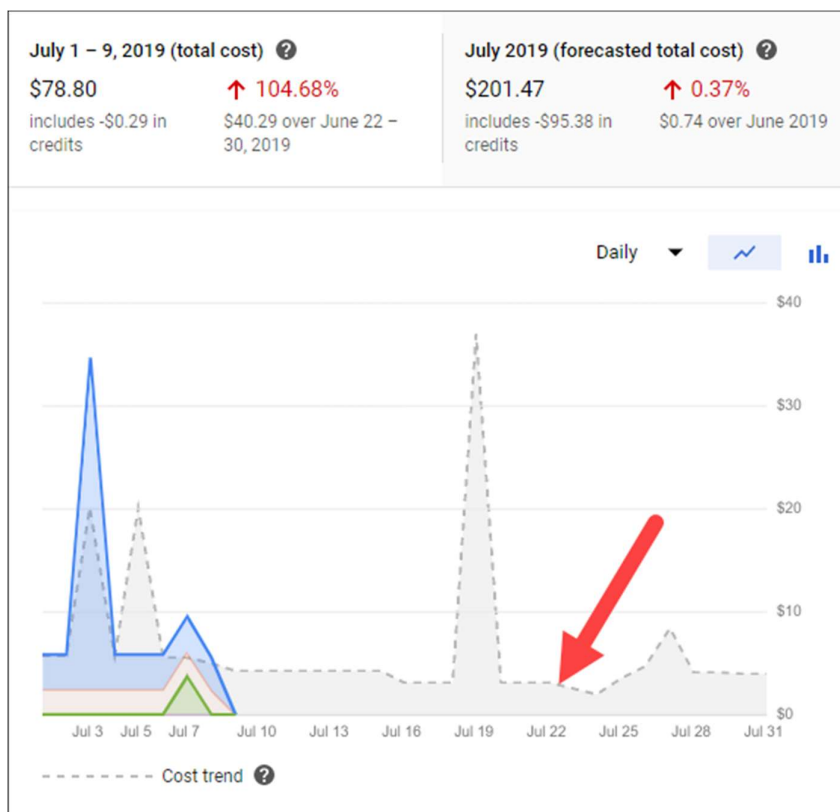 July 1 – 9, 2019 (total cost) ?
$78.80
104.68%
includes -$0.29 in
credits
$40.29 over June 22 –
30, 2019
July 2019 (forecasted total cost) ?
$201.47
0.37%
includes -$95.38 in
credits
$0.74 over June 2019
Daily
$40
$30
$20
$10
$0
Jul 3 Jul 5 Jul 7 Jul 10 Jul 13 Jul 16 Jul 19 Jul 22 Jul 25 Jul 28 Jul 31
Cost trend ?